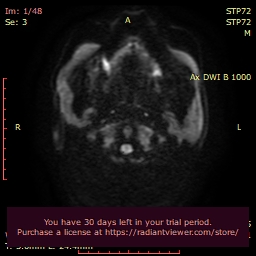 Im: 1/48
Se: 3
STP72
STP72
M
A
Ax DWI B 1000
R
L
You have 30 days left in your trial period.
Purchase a license at https://radiantviewer.com/store/